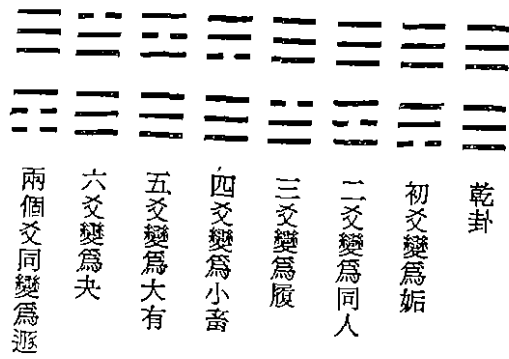 乾卦
初爻變爲姤
二爻變爲同人
三爻變爲履
四爻變爲小畜
五爻變爲大有
六爻變爲夬
兩個爻同變爲遯